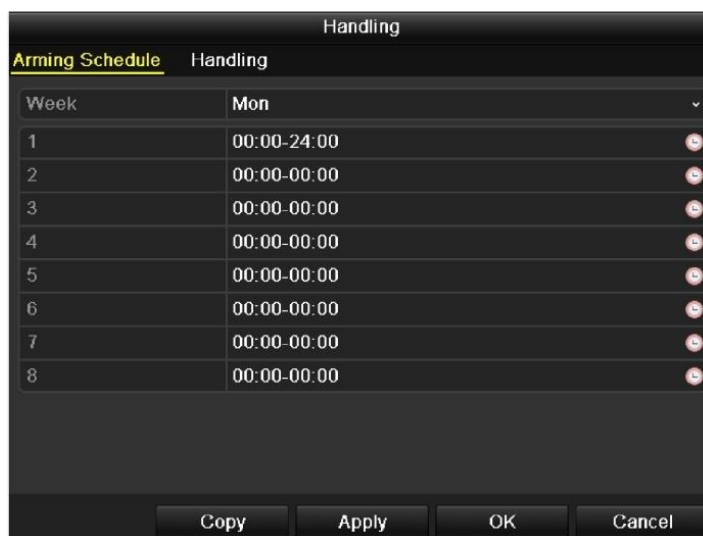 Handling
Arming Schedule Handling
Week Mon
1 00:00-24:00
2 00:00-00:00
3 00:00-00:00
4 00:00-00:00
5 00:00-00:00
6 00:00-00:00
7 00:00-00:00
8 00:00-00:00
Copy Apply OK Cancel